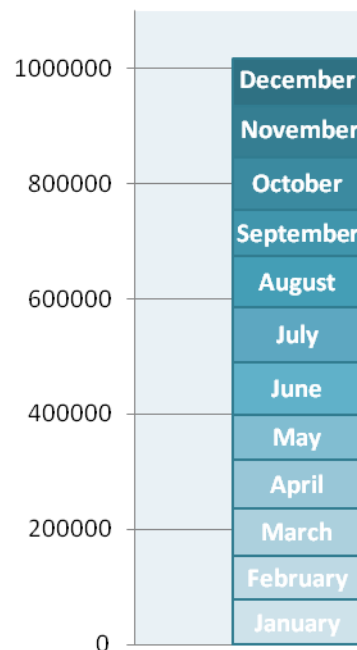 1000000
December
November
800000
October
September
600000
August
July
June
400000
May
April
200000
March
February
January
0